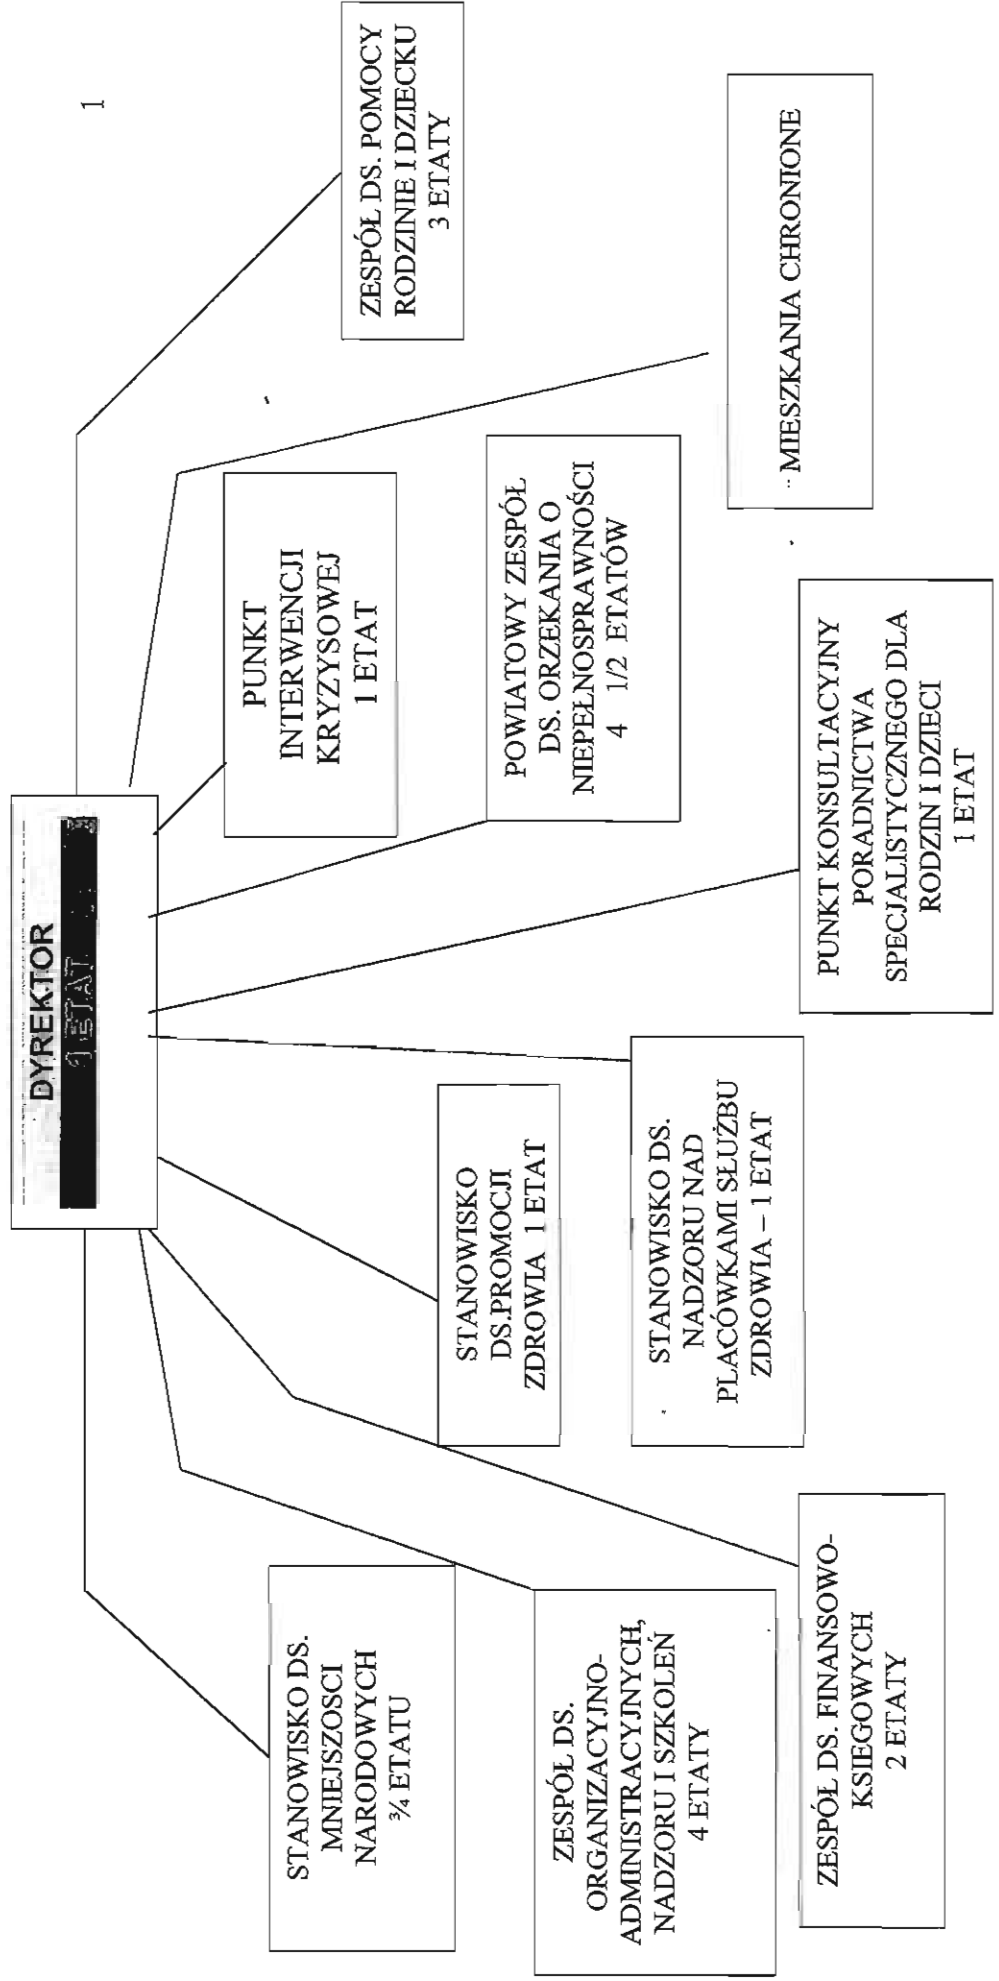 1
DYREKTOR
1 ETAT
STANOWISKO DS.
MNIEJSZOSCI
NARODOWYCH
¾ ETATU
ZESPÓŁ DS.
ORGANIZACYJNO-
ADMINISTRACYJNYCH,
NADZORU I SZKOLEŃ
4 ETATY
ZESPÓŁ DS. FINANSOWO-
KSIEGOWYCH
2 ETATY
STANOWISKO
DS.PROMOCJI
ZDROWIA 1 ETAT
STANOWISKO DS.
NADZORU NAD
PLACÓWKAMI SŁUŻBU
ZDROWIA – 1 ETAT
PUNKT KONSULTACYJNY
PORADNICTWA
SPECJALISTYCZNEGO DLA
RODZIN I DZIECI
1 ETAT
POWIATOWY ZESPÓŁ
DS. ORZEKANIA O
NIEPEŁNOSPRAWNOŚCI
4 1/2 ETATÓW
PUNKT
INTERWENCJI
KRYZYSOWEJ
1 ETAT
MIESZKANIA CHRONIONE
ZESPÓŁ DS. POMOCY
RODZINIE I DZIECKU
3 ETATY